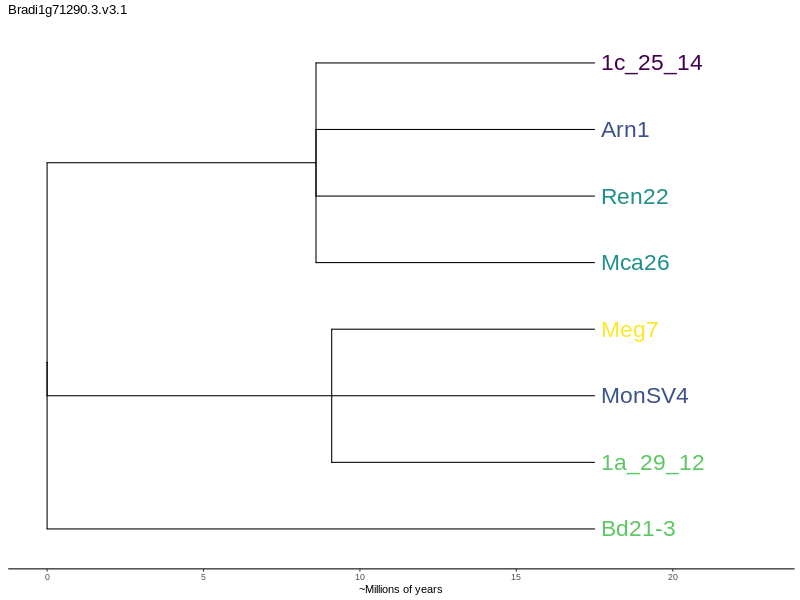 Bradi1g71290.3.v3.1
1c_25_14
Arn1
Ren22
Mca26
Meg7
MonSV4
1a_29_12
Bd21-3
0 5 10 15 20
~Millions of years